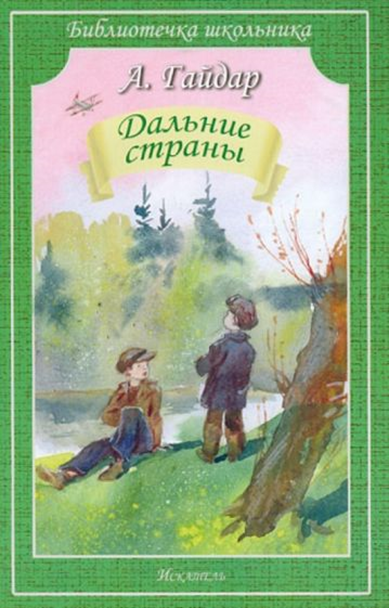 Библиотечка школьника
А. Гайдар
Дальние
страны
Искатель